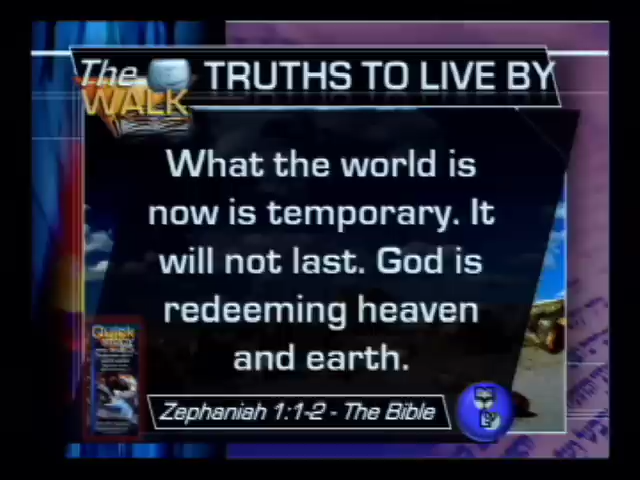 The WALK
TRUTHS TO LIVE BY
What the world is
now is temporary. It
will not last. God is
redeeming heaven
and earth.
Quick
Zephaniah 1:1-2 - The Bible